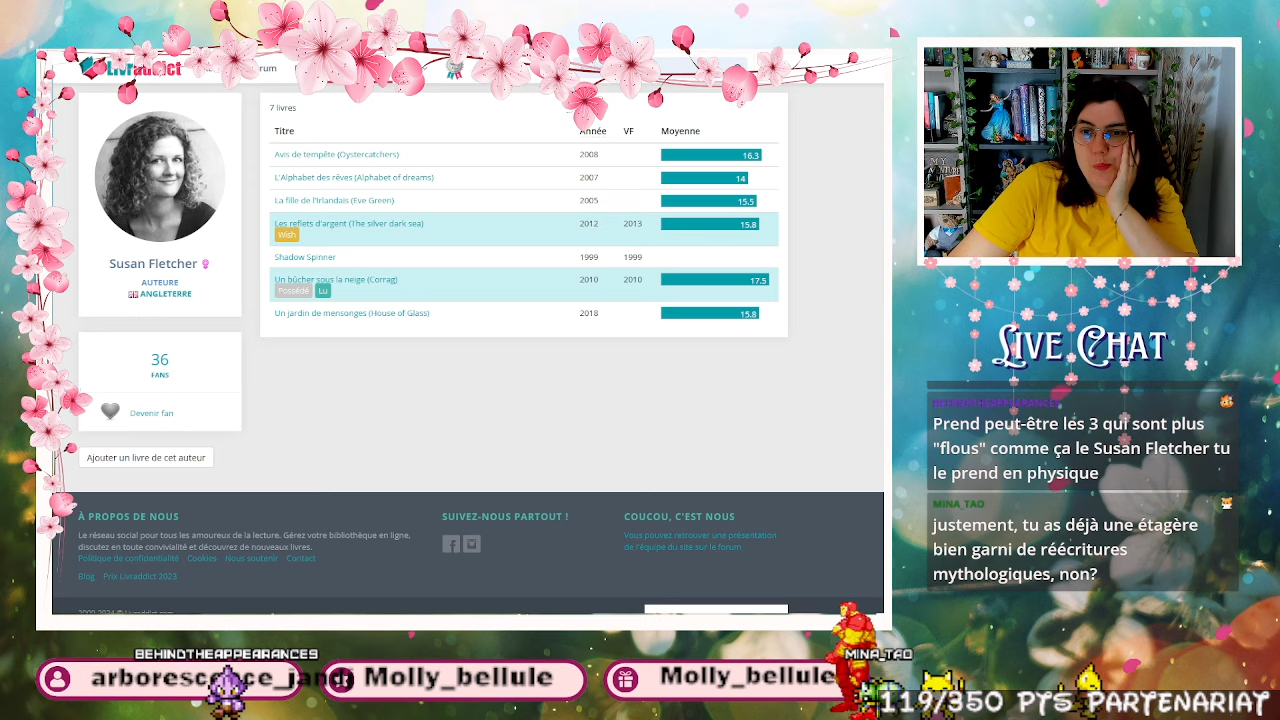 Livraddict
rum
7 livres
Titre Année VF Moyenne
Avis de tempête (Oystercatchers) 2008 16.3
L'Alphabet des rêves (Alphabet of dreams) 2007 14
La fille de l'Irlandais (Eve Green) 2005 15.5
Les reflets d'argent (The silver dark sea) 2012 2013 15.8
Wish
Shadow Spinner 1999 1999
Un bûcher sous la neige (Corrag) 2010 2010 17.5
Possédé Lu
Un jardin de mensonges (House of Glass) 2018 15.8
Susan Fletcher
AUTEURE
ANGLETERRE
36
FANS
Devenir fan
Ajouter un livre de cet auteur
À PROPOS DE NOUS
Le réseau social pour tous les amoureux de la lecture. Gérez votre bibliothèque en ligne,
discutez en toute convivialité et découvrez de nouveaux livres.
Politique de confidentialité Cookies Nous soutenir Contact
Blog Prix Livraddict 2023
SUIVEZ-NOUS PARTOUT !
COUCOU, C'EST NOUS
Vous pouvez retrouver une présentation
de l'équipe du site sur le forum
LIVE CHAT
BEHINDTHEAPPEARANCES
Prend peut-être les 3 qui sont plus
"flous" comme ça le Susan Fletcher tu
le prend en physique
MINA_TAO
justement, tu as déjà une étagère
bien garni de réécritures
mythologiques, non?
BEHINDTHEAPPEARANCES
MINA_TAO
Molly_bellule
Molly_bellule
119/350 PTS PARTENARIAT